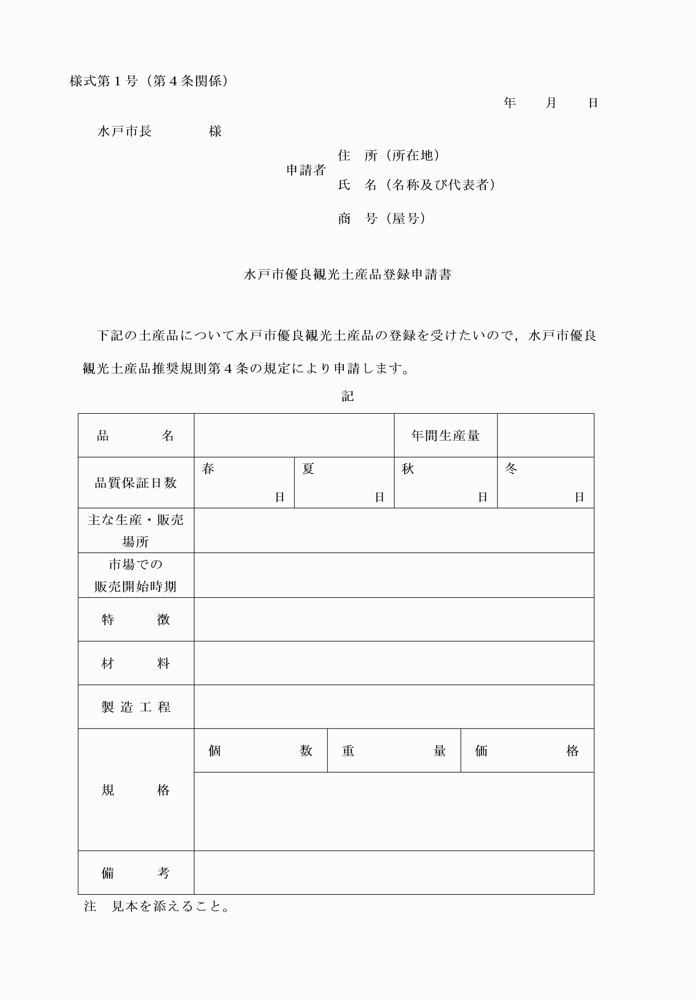 様式第１号（第４条関係）
年　　月　　日
水戸市長　　　　様
住　所（所在地）
申請者
氏　名（名称及び代表者）
商　号（屋号）
水戸市優良観光土産品登録申請書
下記の土産品について水戸市優良観光土産品の登録を受けたいので，水戸市優良
観光土産品推奨規則第４条の規定により申請します。
記
品　　　　名　年間生産量
品質保証日数　春　日　夏　日　秋　日　冬　日
主な生産・販売
場所
市場での
販売開始時期
特　　　徴
材　　　料
製造工程
規　　　格　個　　　数　重　　　量　価　　　格
備　　　考
注　見本を添えること。